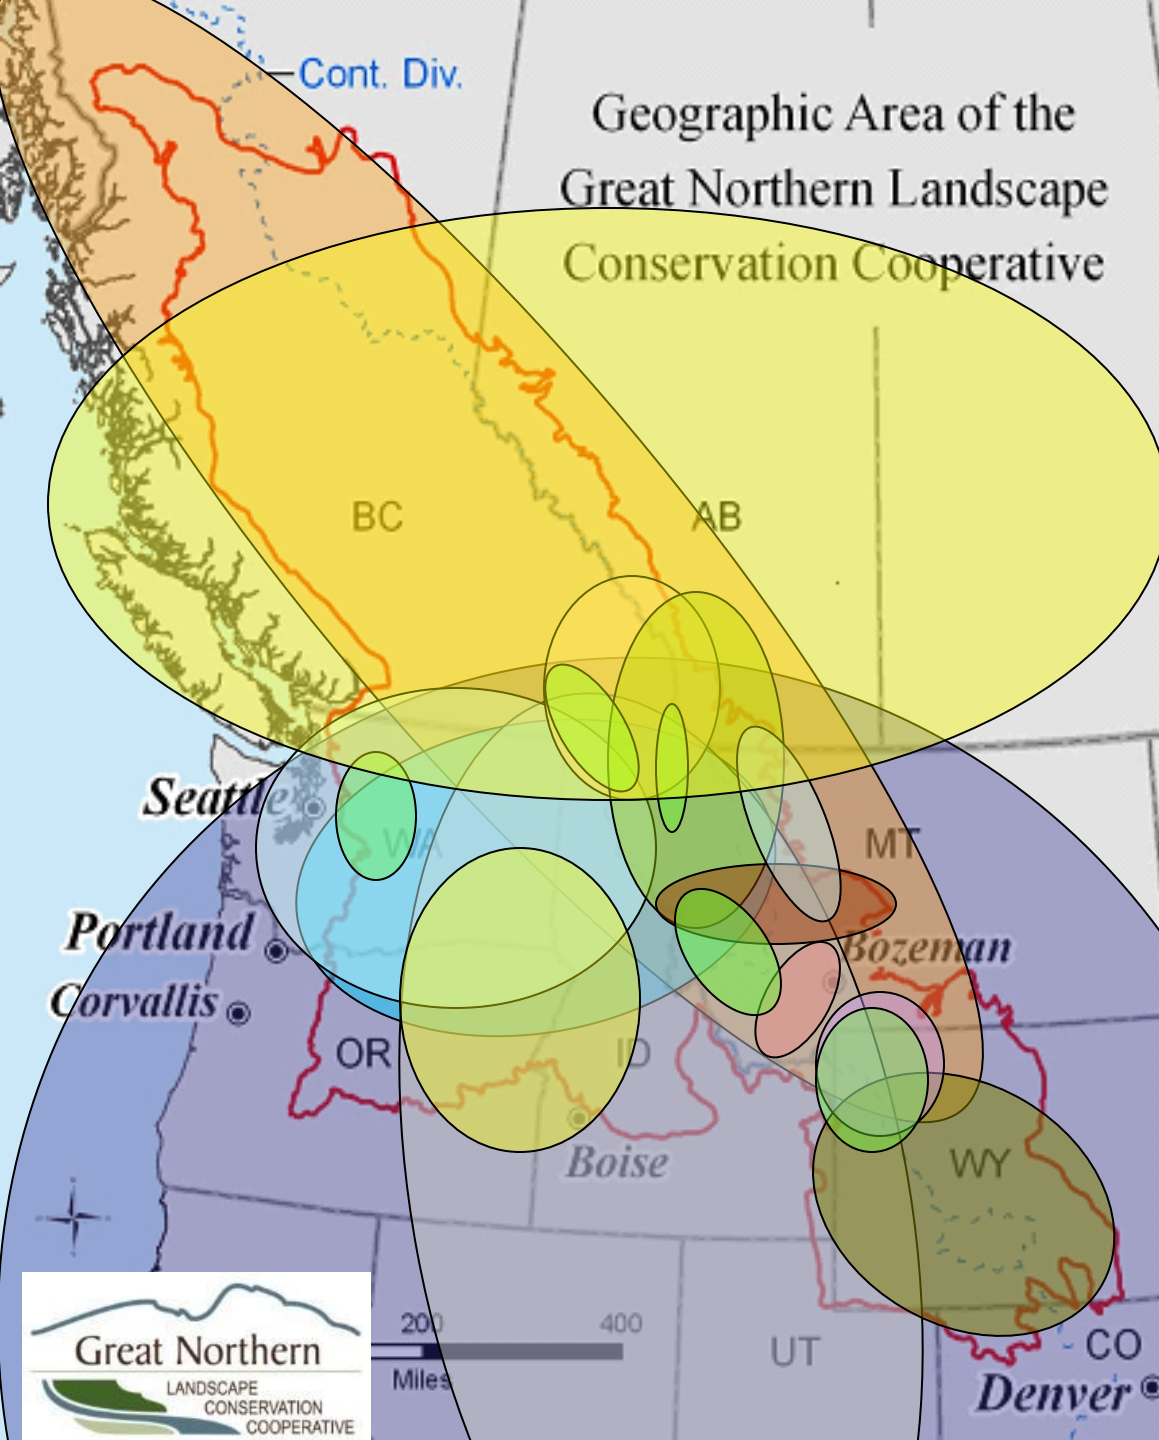 Cont. Div.
Geographic Area of the
Great Northern Landscape
Conservation Cooperative
BC
AB
Seattle
WA
MT
Portland
Bozeman
Corvallis
OR
ID
Boise
WY
200
400
Miles
UT
CO
Denver
Great Northern
LANDSCAPE
CONSERVATION
COOPERATIVE